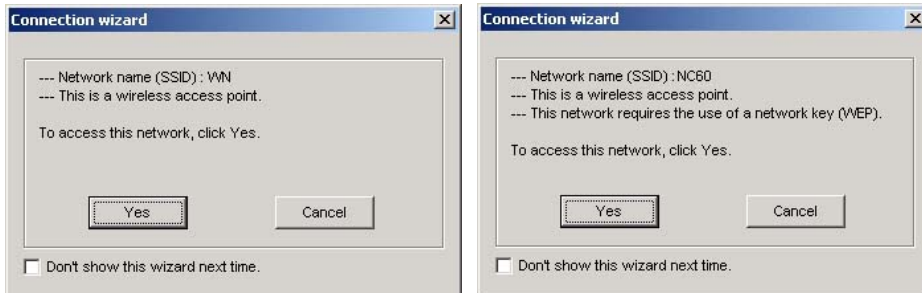 Connection wizard
--- Network name (SSID) : WN
--- This is a wireless access point.
To access this network, click Yes.
Yes
Cancel
Don't show this wizard next time.
Connection wizard
--- Network name (SSID) : NC60
--- This is a wireless access point.
--- This network requires the use of a network key (WEP).
To access this network, click Yes.
Yes
Cancel
Don't show this wizard next time.